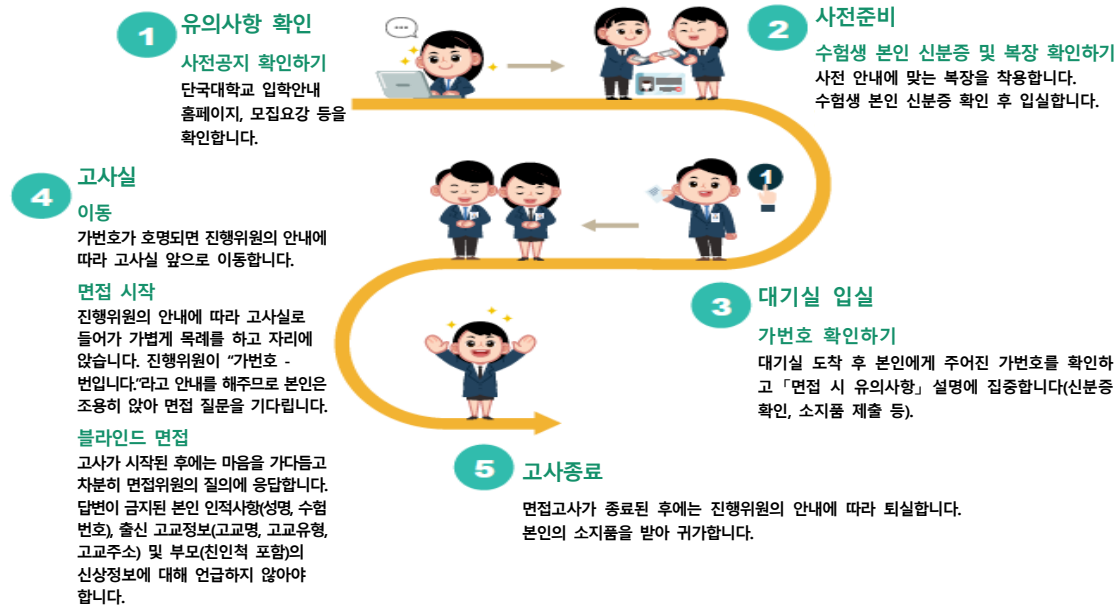 1
유의사항 확인
사전공지 확인하기
단국대학교 입학안내
홈페이지, 모집요강 등을
확인합니다.
2
사전준비
수험생 본인 신분증 및 복장 확인하기
사전 안내에 맞는 복장을 착용합니다.
수험생 본인 신분증 확인 후 입실합니다.
1
3
대기실 입실
가번호 확인하기
대기실 도착 후 본인에게 주어진 가번호를 확인하
고「면접 시 유의사항」설명에 집중합니다(신분증
확인, 소지품 제출 등).
4
고사실
이동
가번호가 호명되면 진행위원의 안내에
따라 고사실 앞으로 이동합니다.
면접 시작
진행위원의 안내에 따라 고사실로
들어가 가볍게 목례를 하고 자리에
앉습니다. 진행위원이 "가번호 -
번입니다."라고 안내를 해주므로 본인은
조용히 앉아 면접 질문을 기다립니다.
블라인드 면접
고사가 시작된 후에는 마음을 가다듬고
차분히 면접위원의 질의에 응답합니다.
답변이 금지된 본인 인적사항(성명, 수험
번호), 출신 고교정보(고교명, 고교유형,
고교주소) 및 부모(친인척 포함)의
신상정보에 대해 언급하지 않아야
합니다.
5
고사종료
면접고사가 종료된 후에는 진행위원의 안내에 따라 퇴실합니다.
본인의 소지품을 받아 귀가합니다.